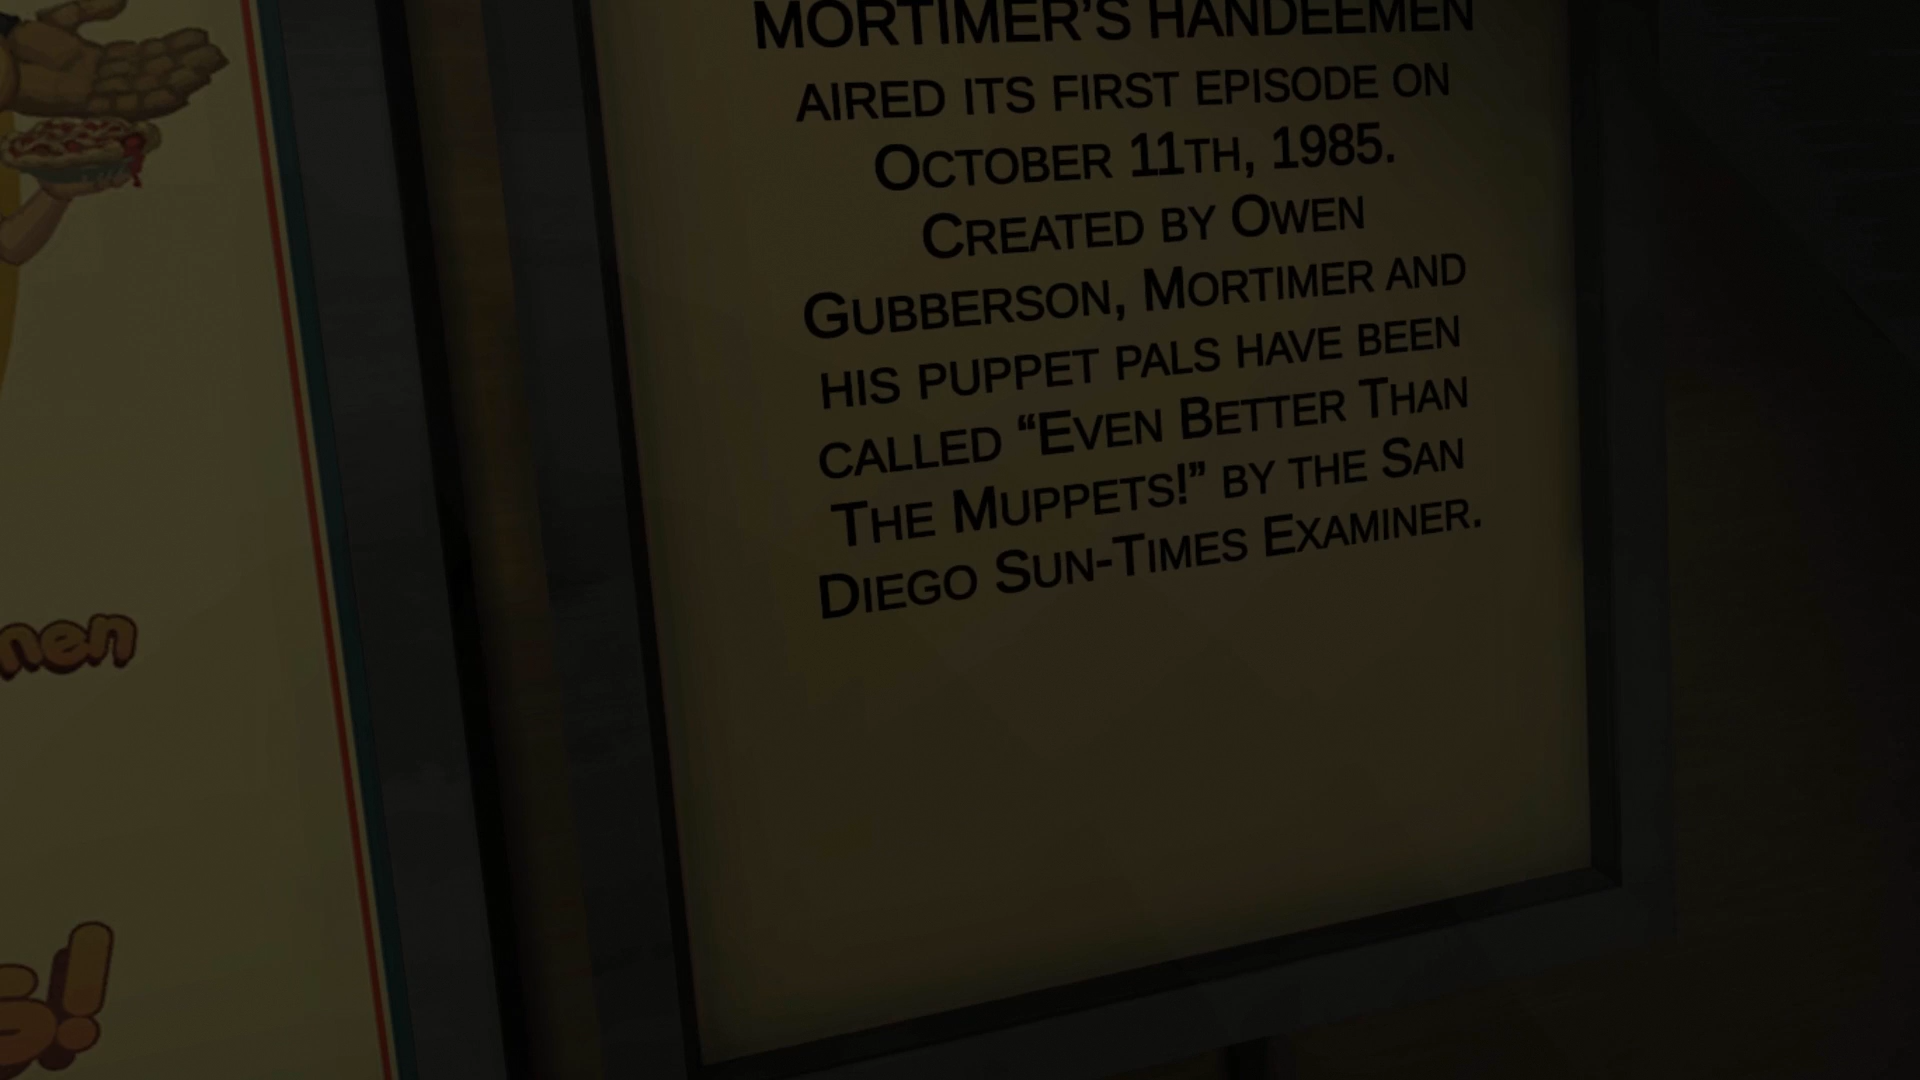 MORTIMER'S HANDEEMEN
AIRED ITS FIRST EPISODE ON
OCTOBER 11TH, 1985.
CREATED BY OWEN
GUBBERSON, MORTIMER AND
HIS PUPPET PALS HAVE BEEN
CALLED “EVEN BETTER THAN
THE MUPPETS!” BY THE SAN
DIEGO SUN-TIMES EXAMINER.
men